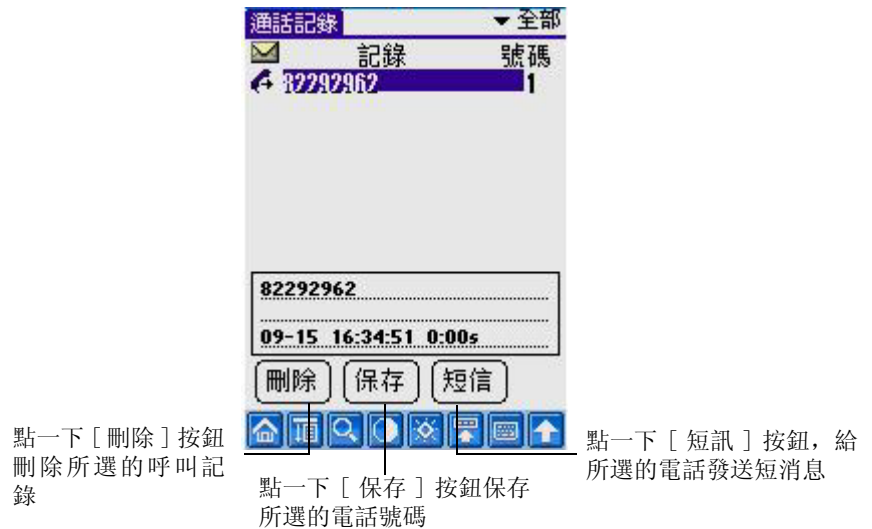 通話記錄 全部
記錄 號碼
82292962 1
82292962
09-15 16:34:51 0:00s
刪除 保存 短信
點一下［刪除］按鈕
刪除所選的呼叫記
錄
點一下［ 保存 ］按鈕保存
所選的電話號碼
點一下［ 短訊 ］按鈕，給
所選的電話發送短消息